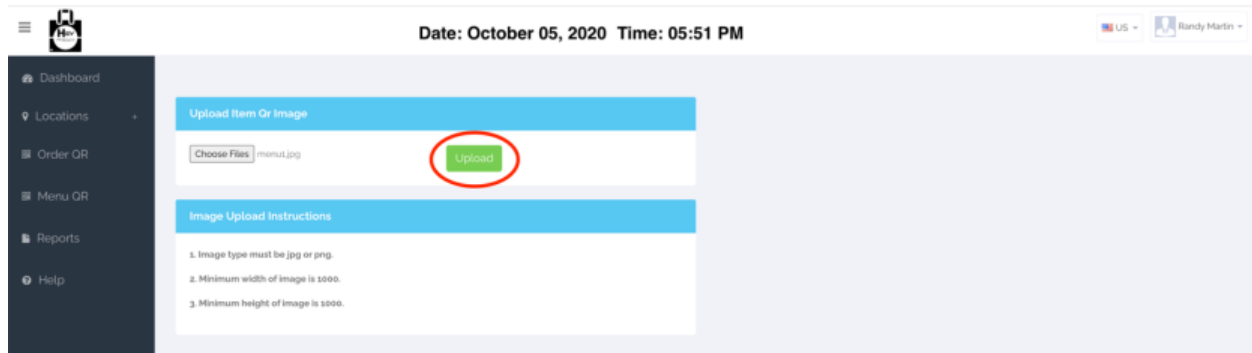 Date: October 05, 2020 Time: 05:51 PM
US
Randy Martin
Dashboard
Locations +
Order QR
Menu QR
Reports
Help
Upload Item Qr Image
Choose Files menu1.jpg
Upload
Image Upload Instructions
1. Image type must be jpg or png.
2. Minimum width of image is 1000.
3. Minimum height of image is 1000.